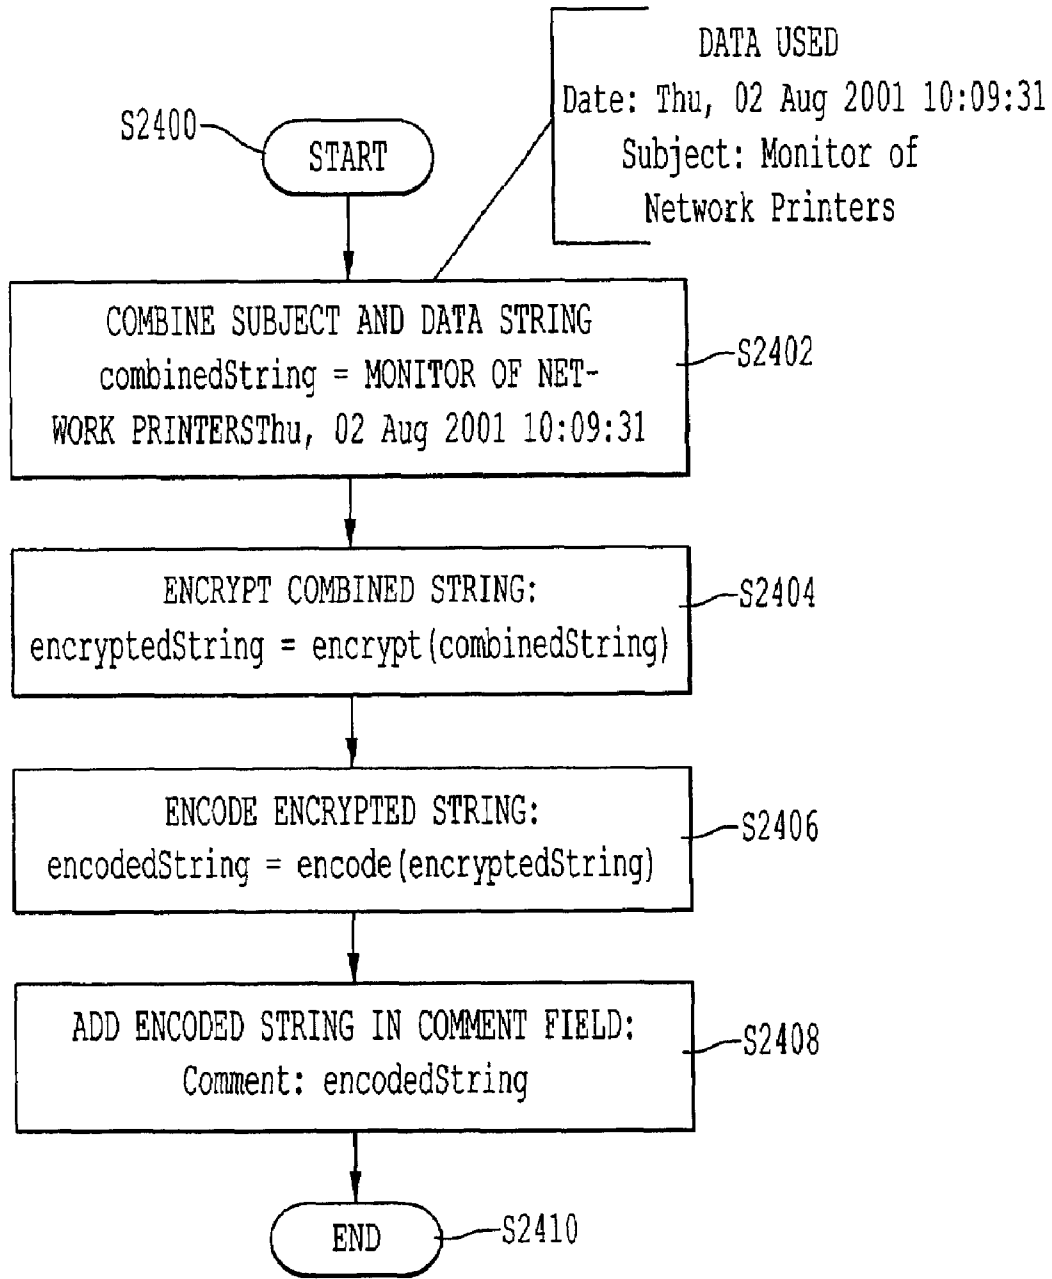 DATA USED
Date: Thu, 02 Aug 2001 10:09:31
Subject: Monitor of
Network Printers
S2400
START
COMBINE SUBJECT AND DATA STRING
combinedString = MONITOR OF NET-
WORK PRINTERSThu, 02 Aug 2001 10:09:31
S2402
ENCRYPT COMBINED STRING:
encryptedString = encrypt(combinedString)
S2404
ENCODE ENCRYPTED STRING:
encodedString = encode(encryptedString)
S2406
ADD ENCODED STRING IN COMMENT FIELD:
Comment: encodedString
S2408
END
S2410